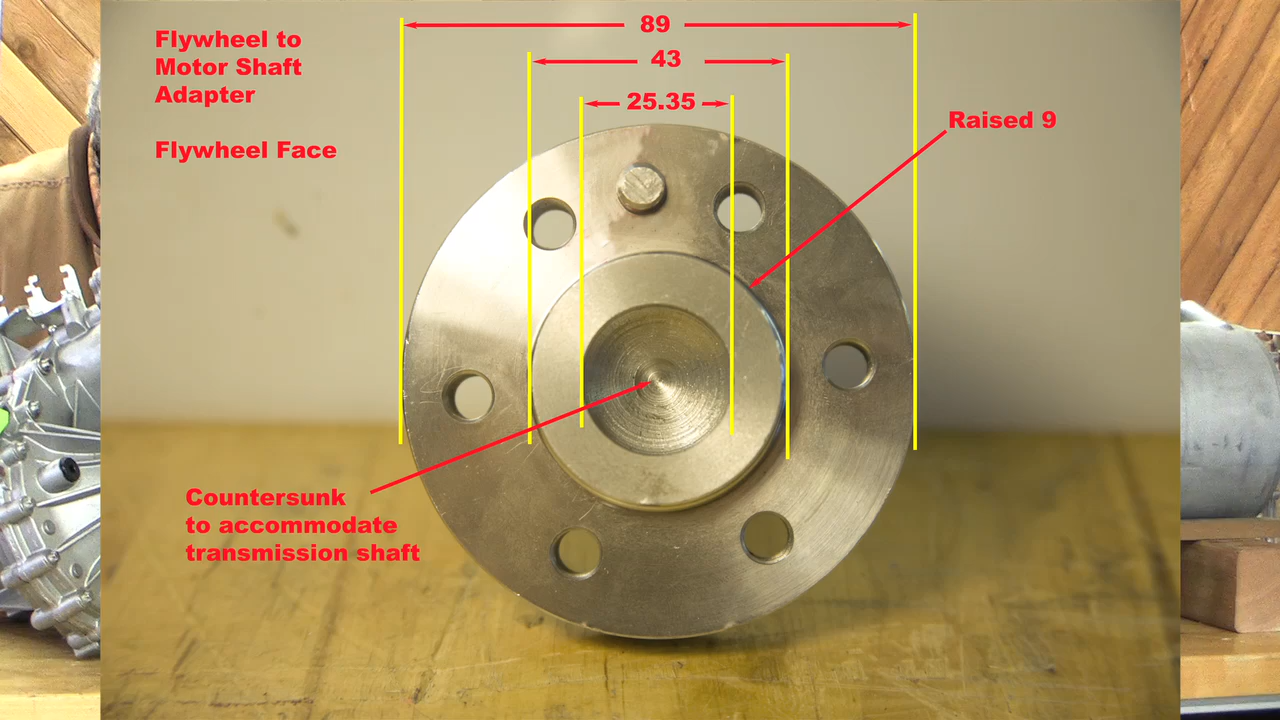 89
Flywheel to
Motor Shaft
Adapter
43
25.35
Raised 9
Flywheel Face
Countersunk
to accommodate
transmission shaft